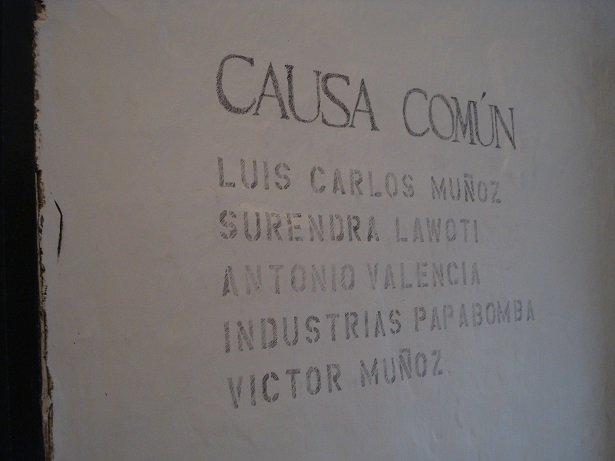 CAUSA COMÚN
LUIS CARLOS MUÑOZ
SURENDRA LAWOTI
ANTONIO VALENCIA
INDUSTRIAS PAPABOMBA
VICTOR MUÑOZ